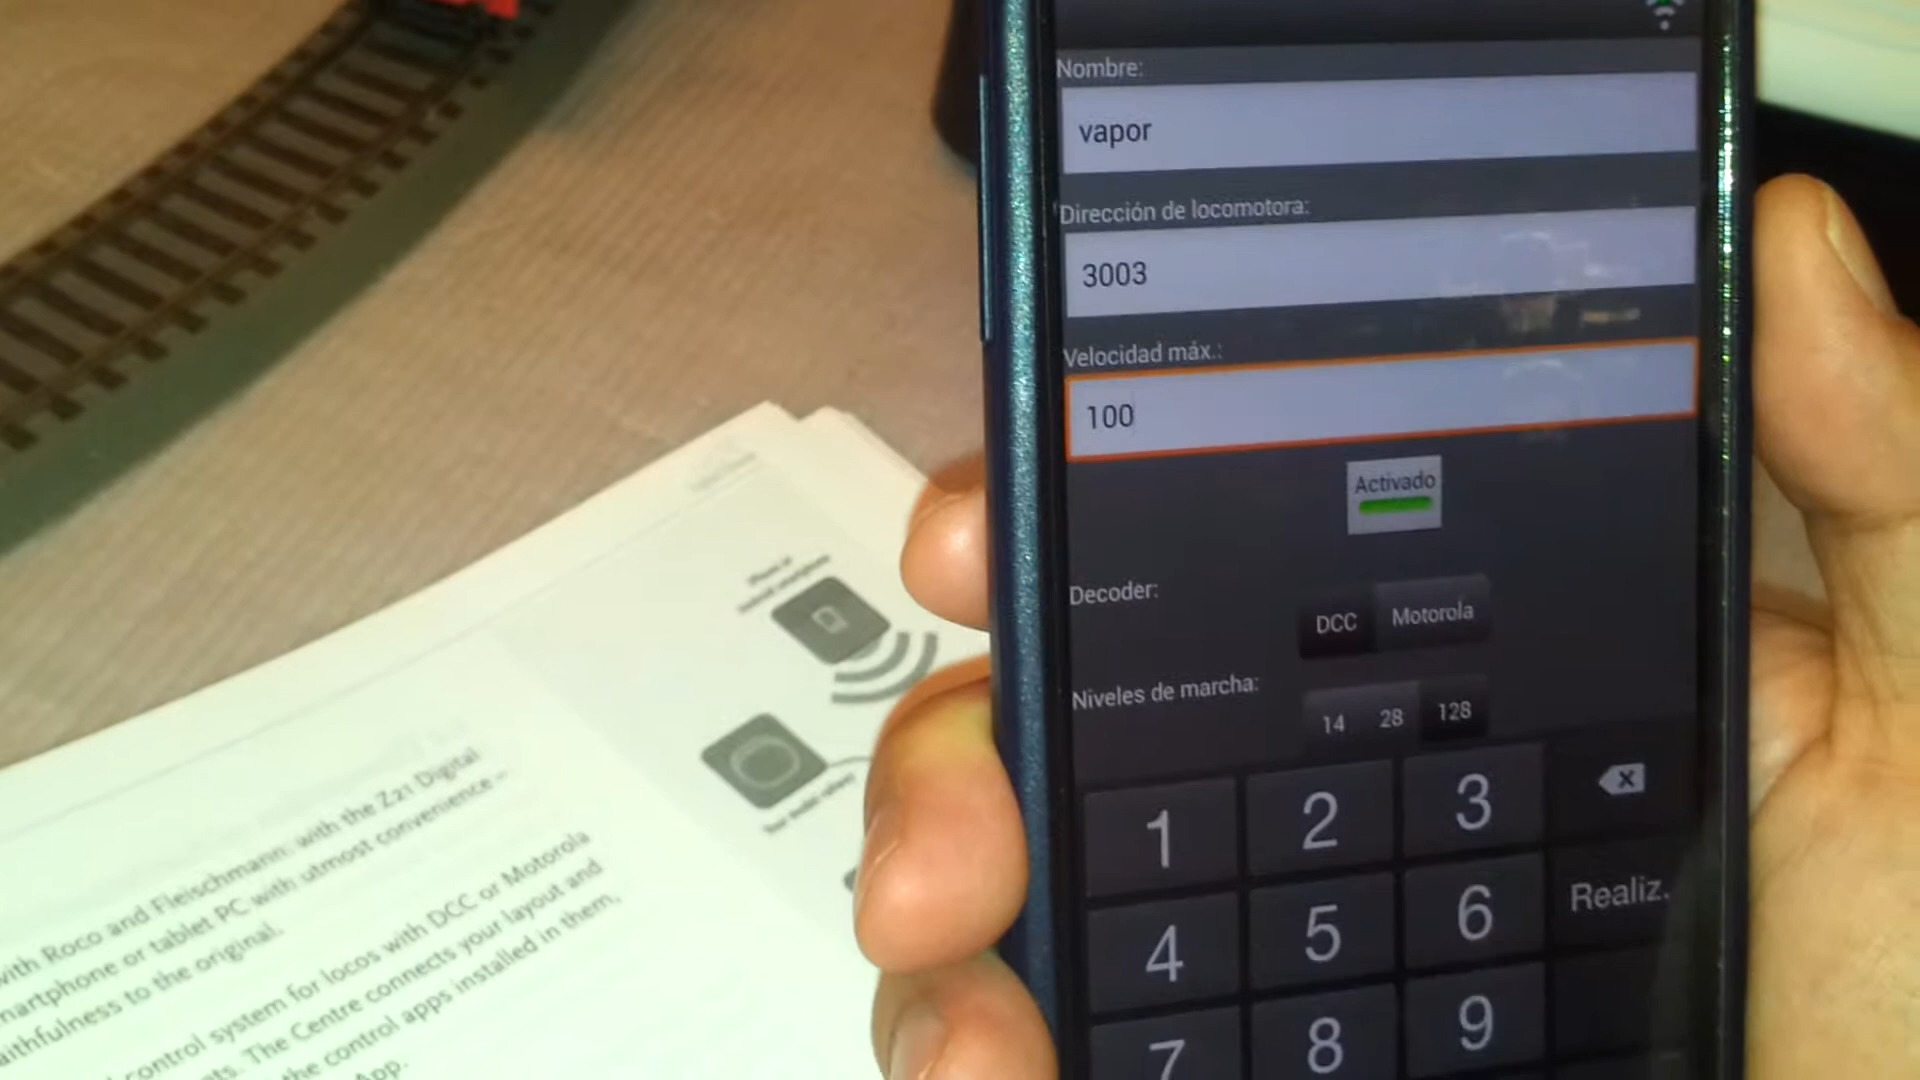 Nombre:
vapor
Dirección de locomotora:
3003
Velocidad máx.:
100
Activado
Decoder:
DCC Motorola
Niveles de marcha:
14 28 128
1 2 3
4 5 6 Realiz.
7 8 9
with Roco and Fleischmann: with the Z21 Digital
smartphone or tablet PC with utmost convenience –
faithfulness to the original.
control system for locos with DCC or Motorola
The Centre connects your layout and
the control apps installed in them,
App.